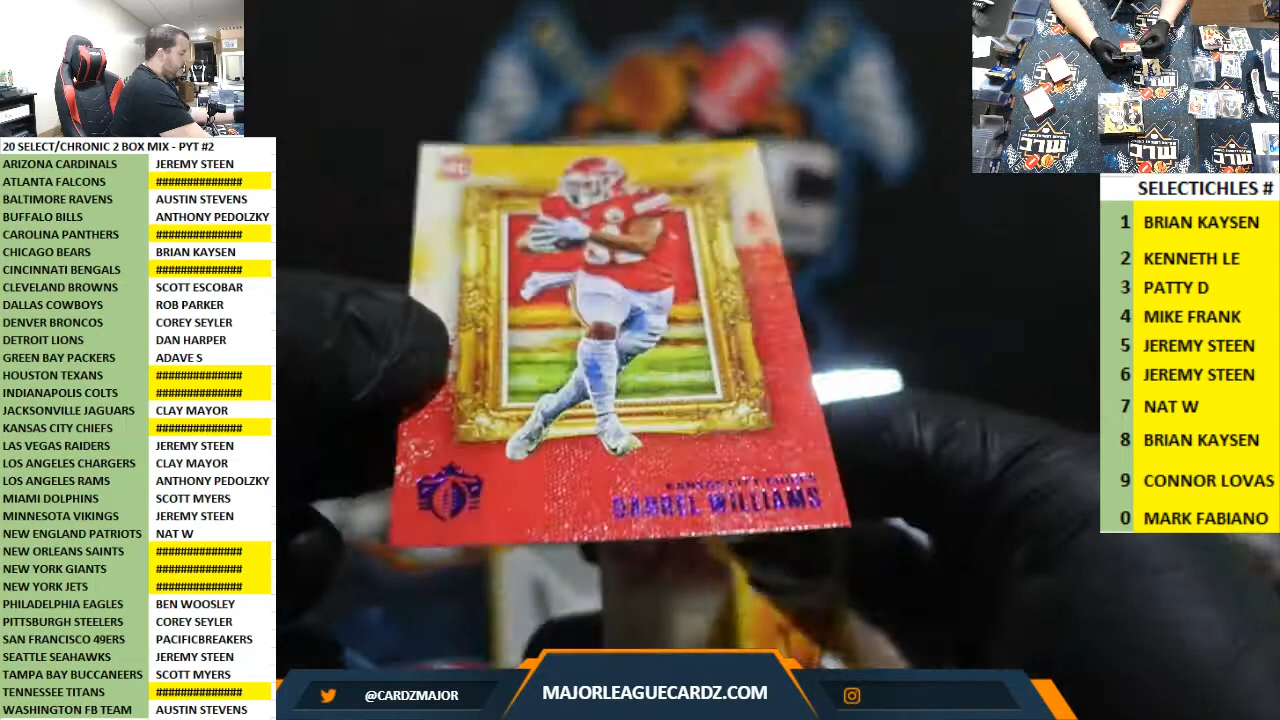 20 SELECT/CHRONIC 2 BOX MIX - PYT #2
ARIZONA CARDINALS JEREMY STEEN
ATLANTA FALCONS ##############
BALTIMORE RAVENS AUSTIN STEVENS
BUFFALO BILLS ANTHONY PEDOLZKY
CAROLINA PANTHERS ##############
CHICAGO BEARS BRIAN KAYSEN
CINCINNATI BENGALS ##############
CLEVELAND BROWNS SCOTT ESCOBAR
DALLAS COWBOYS ROB PARKER
DENVER BRONCOS COREY SEYLER
DETROIT LIONS DAN HARPER
GREEN BAY PACKERS ADAVE S
HOUSTON TEXANS ##############
INDIANAPOLIS COLTS ##############
JACKSONVILLE JAGUARS CLAY MAYOR
KANSAS CITY CHIEFS ##############
LAS VEGAS RAIDERS JEREMY STEEN
LOS ANGELES CHARGERS CLAY MAYOR
LOS ANGELES RAMS ANTHONY PEDOLZKY
MIAMI DOLPHINS SCOTT MYERS
MINNESOTA VIKINGS JEREMY STEEN
NEW ENGLAND PATRIOTS NAT W
NEW ORLEANS SAINTS ##############
NEW YORK GIANTS ##############
NEW YORK JETS ##############
PHILADELPHIA EAGLES BEN WOOSLEY
PITTSBURGH STEELERS COREY SEYLER
SAN FRANCISCO 49ERS PACIFICBREAKERS
SEATTLE SEAHAWKS JEREMY STEEN
TAMPA BAY BUCCANEERS SCOTT MYERS
TENNESSEE TITANS ##############
WASHINGTON FB TEAM AUSTIN STEVENS
KANSAS CITY CHIEFS
DARREL WILLIAMS
SELECTICHLES #
1 BRIAN KAYSEN
2 KENNETH LE
3 PATTY D
4 MIKE FRANK
5 JEREMY STEEN
6 JEREMY STEEN
7 NAT W
8 BRIAN KAYSEN
9 CONNOR LOVAS
0 MARK FABIANO
@CARDZMAJOR
MAJORLEAGUECARDZ.COM